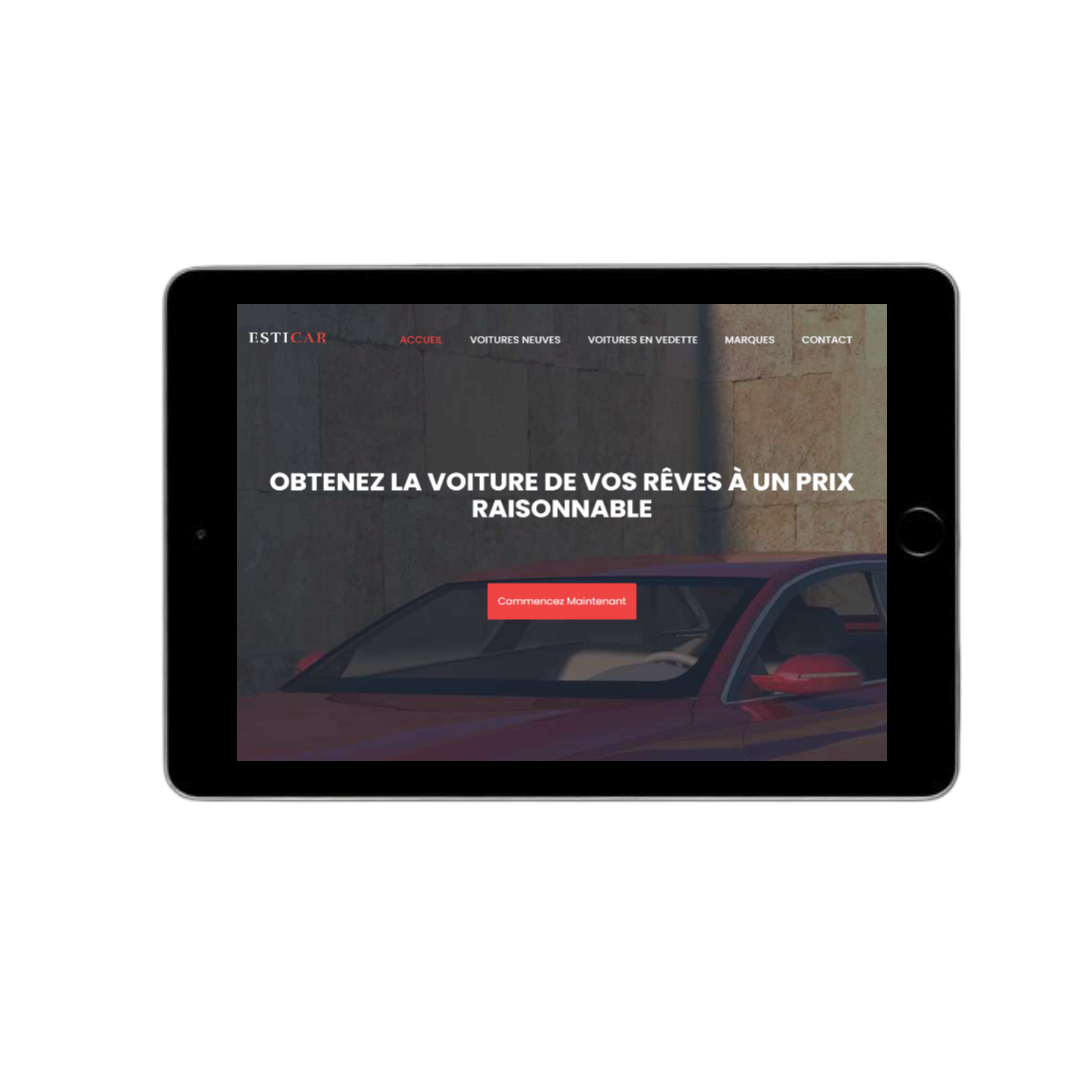 ESTICAR
ACCUEIL VOITURES NEUVES VOITURES EN VEDETTE MARQUES CONTACT
OBTENEZ LA VOITURE DE VOS RÊVES À UN PRIX
RAISONNABLE
Commencez Maintenant